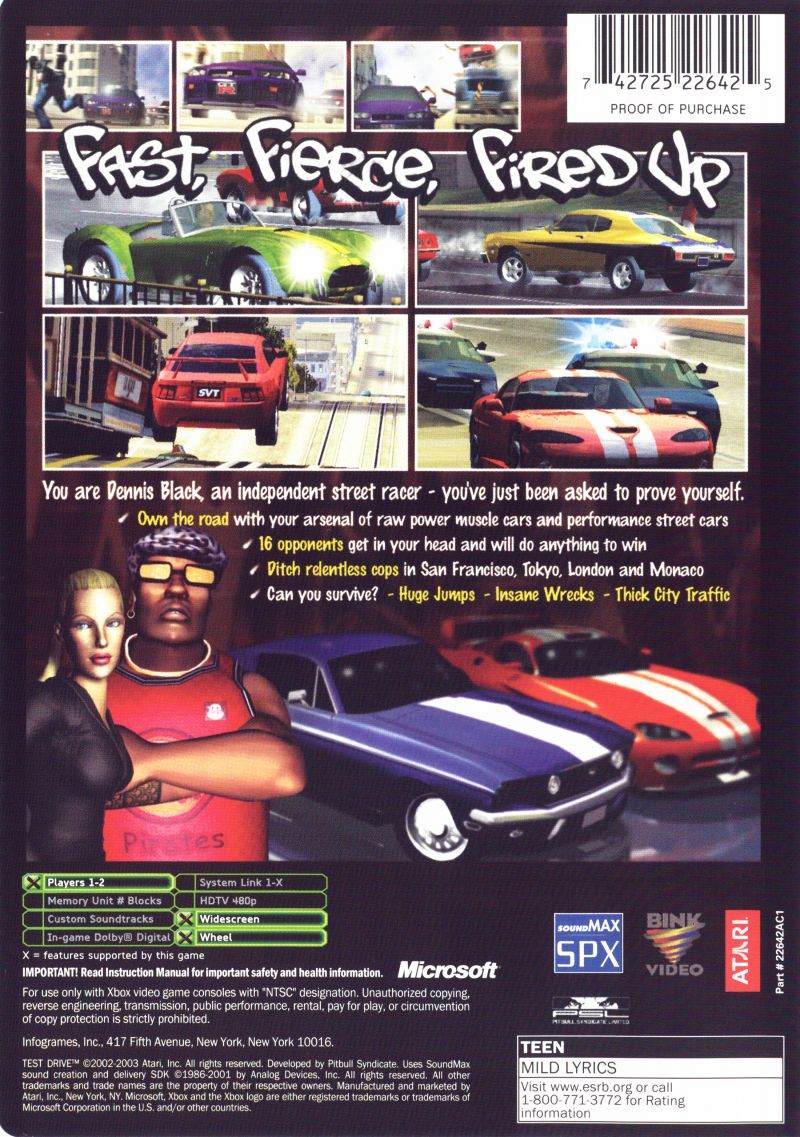 7 42725 22642 5
PROOF OF PURCHASE
GT R
FAST, FIERCE, FIRED UP
SVT
You are Dennis Black, an independent street racer - you've just been asked to prove yourself.
✓ Own the road with your arsenal of raw power muscle cars and performance street cars
✓ 16 opponents get in your head and will do anything to win
✓ Ditch relentless cops in San Francisco, Tokyo, London and Monaco
✓ Can you survive? - Huge Jumps - Insane Wrecks - Thick City Traffic
Pirates
X Players 1-2
System Link 1-X
Memory Unit # Blocks
HDTV 480p
Custom Soundtracks
X Widescreen
In-game Dolby® Digital
X Wheel
X = features supported by this game
IMPORTANT! Read Instruction Manual for important safety and health information.
Microsoft
For use only with Xbox video game consoles with "NTSC" designation. Unauthorized copying,
reverse engineering, transmission, public performance, rental, pay for play, or circumvention
of copy protection is strictly prohibited.
Infogrames, Inc., 417 Fifth Avenue, New York, New York 10016.
TEST DRIVE™ ©2002-2003 Atari, Inc. All rights reserved. Developed by Pitbull Syndicate. Uses SoundMax
sound creation and delivery SDK ©1986-2001 by Analog Devices, Inc. All rights reserved. All other
trademarks and trade names are the property of their respective owners. Manufactured and marketed by
Atari, Inc., New York, NY. Microsoft, Xbox and the Xbox logo are either registered trademarks or trademarks of
Microsoft Corporation in the U.S. and/or other countries.
SOUNDMAX
SPX
BINK
VIDEO
ATARI
Part # 22642AC1
PSL
PITBULL SYNDICATE LIMITED
TEEN
MILD LYRICS
Visit www.esrb.org or call
1-800-771-3772 for Rating
information